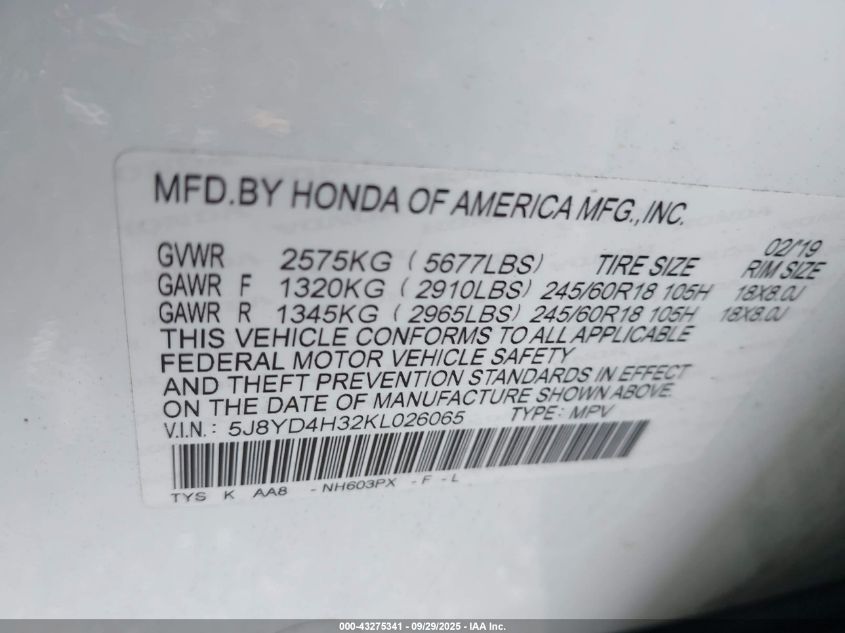 MFD.BY HONDA OF AMERICA MFG.,INC.
02/'19
GVWR 2575KG (5677LBS) TIRE SIZE RIM SIZE
GAWR F 1320KG (2910LBS) 245/60R18 105H 18X8.0J
GAWR R 1345KG (2965LBS) 245/60R18 105H 18X8.0J
THIS VEHICLE CONFORMS TO ALL APPLICABLE
FEDERAL MOTOR VEHICLE SAFETY
AND THEFT PREVENTION STANDARDS IN EFFECT
ON THE DATE OF MANUFACTURE SHOWN ABOVE.
V.I.N.: 5J8YD4H32KL026065 TYPE: MPV
TYS K AA8 -NH603PX -F -L
000-43275341 - 09/29/2025 - IAA Inc.